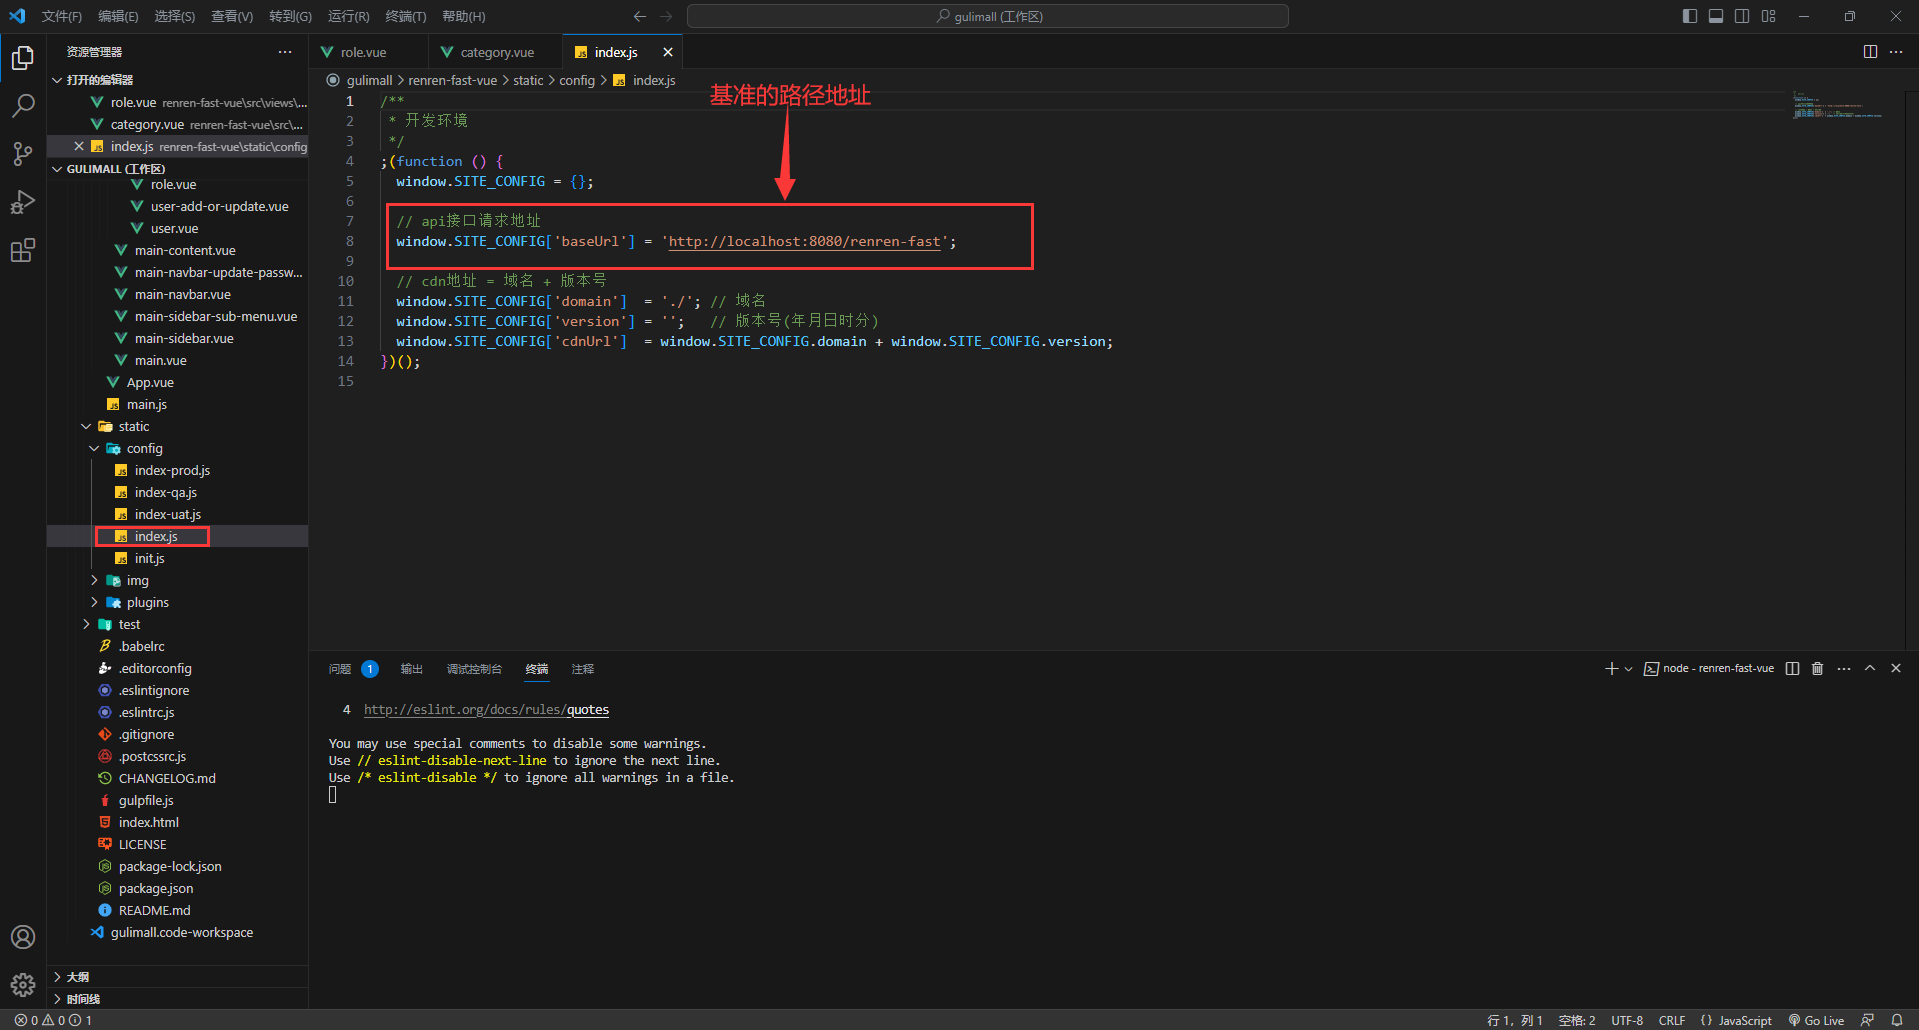 文件(F) 编辑(E) 选择(S) 查看(V) 转到(G) 运行(R) 终端(T) 帮助(H) gulimall (工作区)
资源管理器
打开的编辑器
role.vue renren-fast-vue\src\views\...
category.vue renren-fast-vue\src\...
index.js renren-fast-vue\static\config
GULIMALL (工作区)
role.vue
user-add-or-update.vue
user.vue
main-content.vue
main-navbar-update-passw...
main-navbar.vue
main-sidebar-sub-menu.vue
main-sidebar.vue
main.vue
App.vue
main.js
static
config
index-prod.js
index-qa.js
index-uat.js
index.js
init.js
img
plugins
test
.babelrc
.editorconfig
.eslintignore
.eslintrc.js
.gitignore
.postcssrc.js
CHANGELOG.md
gulpfile.js
index.html
LICENSE
package-lock.json
package.json
README.md
gulimall.code-workspace
大纲
时间线
role.vue category.vue index.js
gulimall > renren-fast-vue > static > config > index.js
基准的路径地址
1 /**
2 * 开发环境
3 */
4 ;(function () {
5 window.SITE_CONFIG = {};
6
7 // api接口请求地址
8 window.SITE_CONFIG['baseUrl'] = 'http://localhost:8080/renren-fast';
9
10 // cdn地址 = 域名 + 版本号
11 window.SITE_CONFIG['domain'] = './'; // 域名
12 window.SITE_CONFIG['version'] = ''; // 版本号(年月日时分)
13 window.SITE_CONFIG['cdnUrl'] = window.SITE_CONFIG.domain + window.SITE_CONFIG.version;
14 })();
15
问题 1 输出 调试控制台 终端 注释 node - renren-fast-vue
4 http://eslint.org/docs/rules/quotes
You may use special comments to disable some warnings.
Use // eslint-disable-next-line to ignore the next line.
Use /* eslint-disable */ to ignore all warnings in a file.
0 0 1 行 1，列 1 空格: 2 UTF-8 CRLF {} JavaScript Go Live